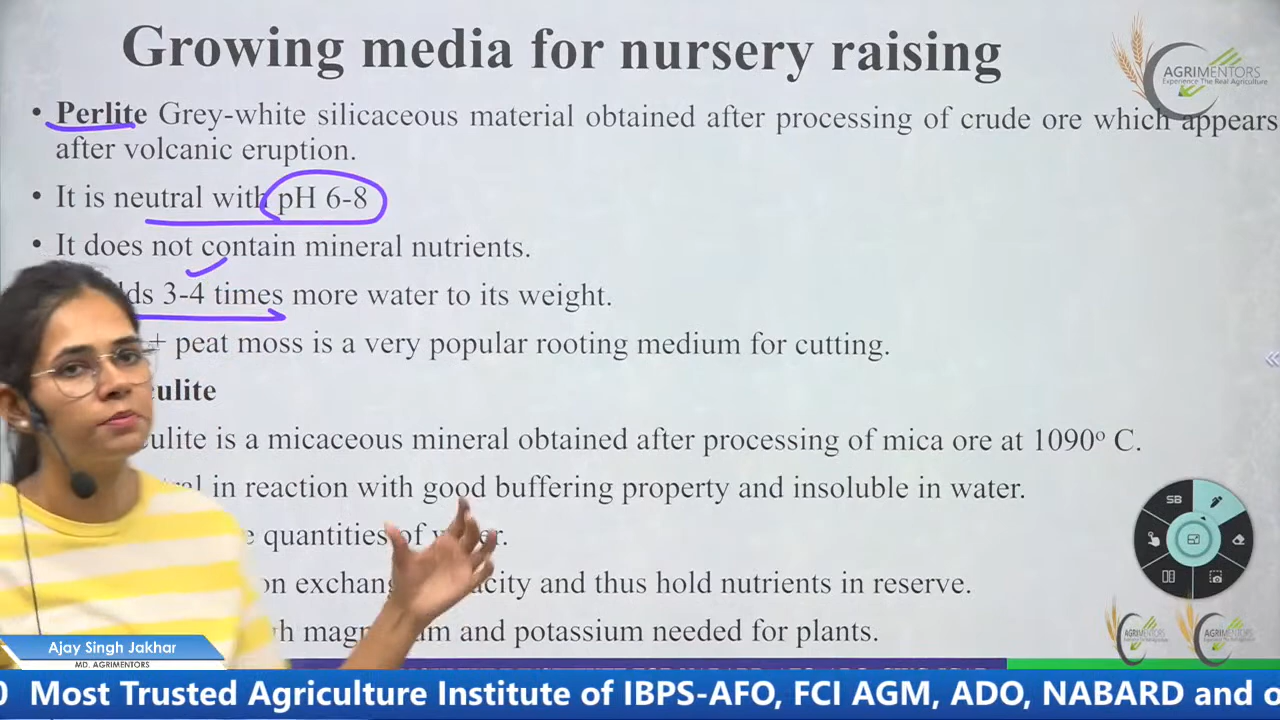 Growing media for nursery raising
AGRIMENTORS
Experience The Real Agriculture
• Perlite Grey-white silicaceous material obtained after processing of crude ore which appears
after volcanic eruption.
• It is neutral with pH 6-8
• It does not contain mineral nutrients.
3-4 times more water to its weight.
+ peat moss is a very popular rooting medium for cutting.
is a micaceous mineral obtained after processing of mica ore at 1090º C.
in reaction with good buffering property and insoluble in water.
quantities of
SB
and thus hold nutrients in reserve.
and potassium needed for plants.
Ajay Singh Jakhar
MD. AGRIMENTORS
Most Trusted Agriculture Institute of IBPS-AFO, FCI AGM, ADO, NABARD and